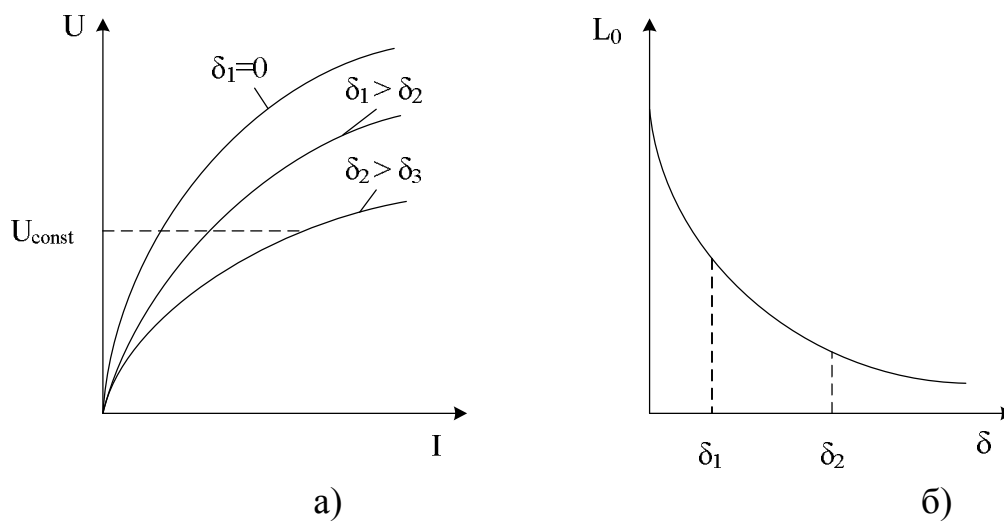 U
δ₁=0
δ₁ > δ₂
δ₂ > δ₃
U_const
I
а)
L₀
δ₁
δ₂
δ
б)